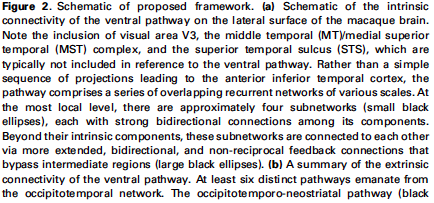 Figure 2. Schematic of proposed framework. (a) Schematic of the intrinsic
connectivity of the ventral pathway on the lateral surface of the macaque brain.
Note the inclusion of visual area V3, the middle temporal (MT)/medial superior
temporal (MST) complex, and the superior temporal sulcus (STS), which are
typically not included in reference to the ventral pathway. Rather than a simple
sequence of projections leading to the anterior inferior temporal cortex, the
pathway comprises a series of overlapping recurrent networks of various scales. At
the most local level, there are approximately four subnetworks (small black
ellipses), each with strong bidirectional connections among its components.
Beyond their intrinsic components, these subnetworks are connected to each other
via more extended, bidirectional, and non-reciprocal feedback connections that
bypass intermediate regions (large black ellipses). (b) A summary of the extrinsic
connectivity of the ventral pathway. At least six distinct pathways emanate from
the occipitotemporal network. The occipitotemporo-neostriatal pathway (black